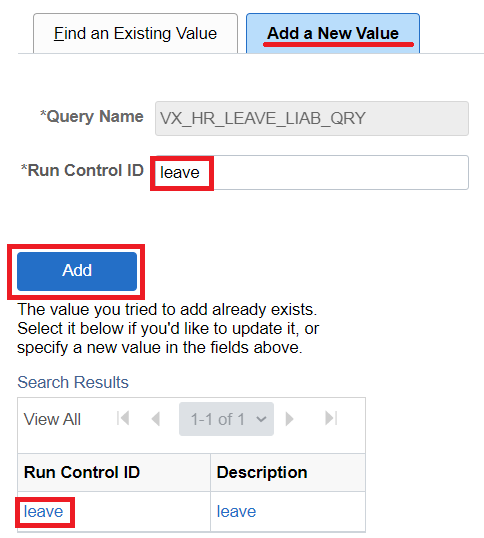 Find an Existing Value
Add a New Value
*Query Name VX_HR_LEAVE_LIAB_QRY
*Run Control ID leave
Add
The value you tried to add already exists.
Select it below if you'd like to update it, or
specify a new value in the fields above.
Search Results
View All 1-1 of 1
Run Control ID Description
leave leave